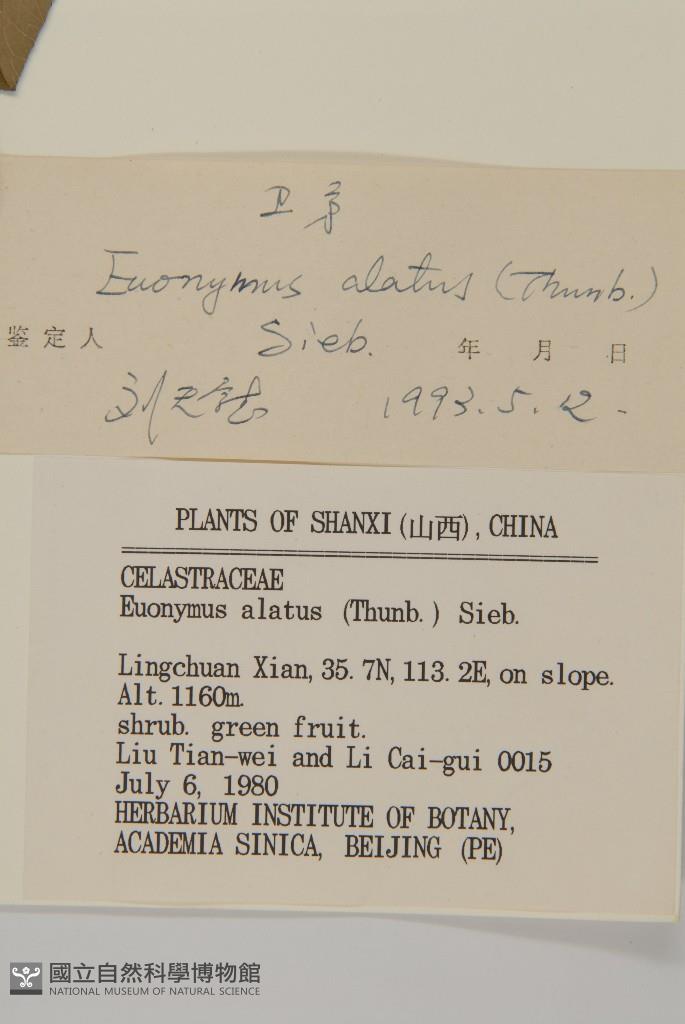 卫矛
Euonymus alatus (Thunb.)
鉴定人 Sieb. 年 月 日
刘 1993.5.12.
PLANTS OF SHANXI(山西), CHINA
CELASTRACEAE
Euonymus alatus (Thunb.) Sieb.
Lingchuan Xian, 35.7N, 113.2E, on slope.
Alt. 1160m.
shrub. green fruit.
Liu Tian-wei and Li Cai-gui 0015
July 6, 1980
HERBARIUM INSTITUTE OF BOTANY,
ACADEMIA SINICA, BEIJING (PE)
國立自然科學博物館
NATIONAL MUSEUM OF NATURAL SCIENCE